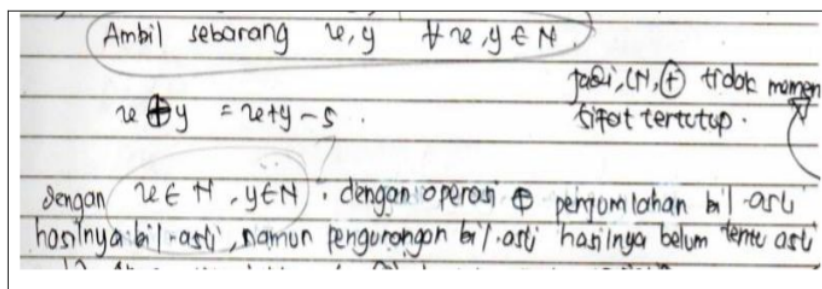 Ambil sebarang x, y ∀ x, y ∈ N.
x ⊕ y = x+y-5.
Jadi, (N, ⊕) tidak memen
sifat tertutup.
?
dengan x ∈ N, y ∈ N. dengan operasi ⊕ penjumlahan bil. asli
hasilnya bil. asli, namun pengurangan bil. asli hasilnya belum tentu asli